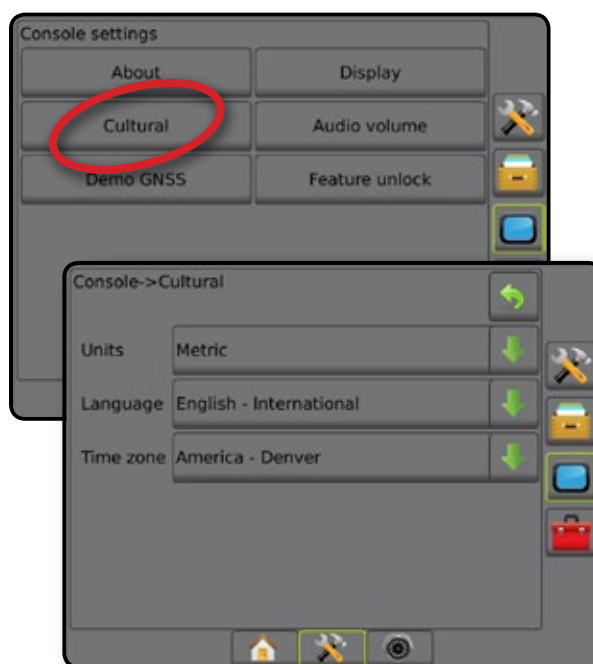 Console settings
About Display
Cultural Audio volume
Demo GNSS Feature unlock
Console->Cultural
Units Metric
Language English - International
Time zone America - Denver